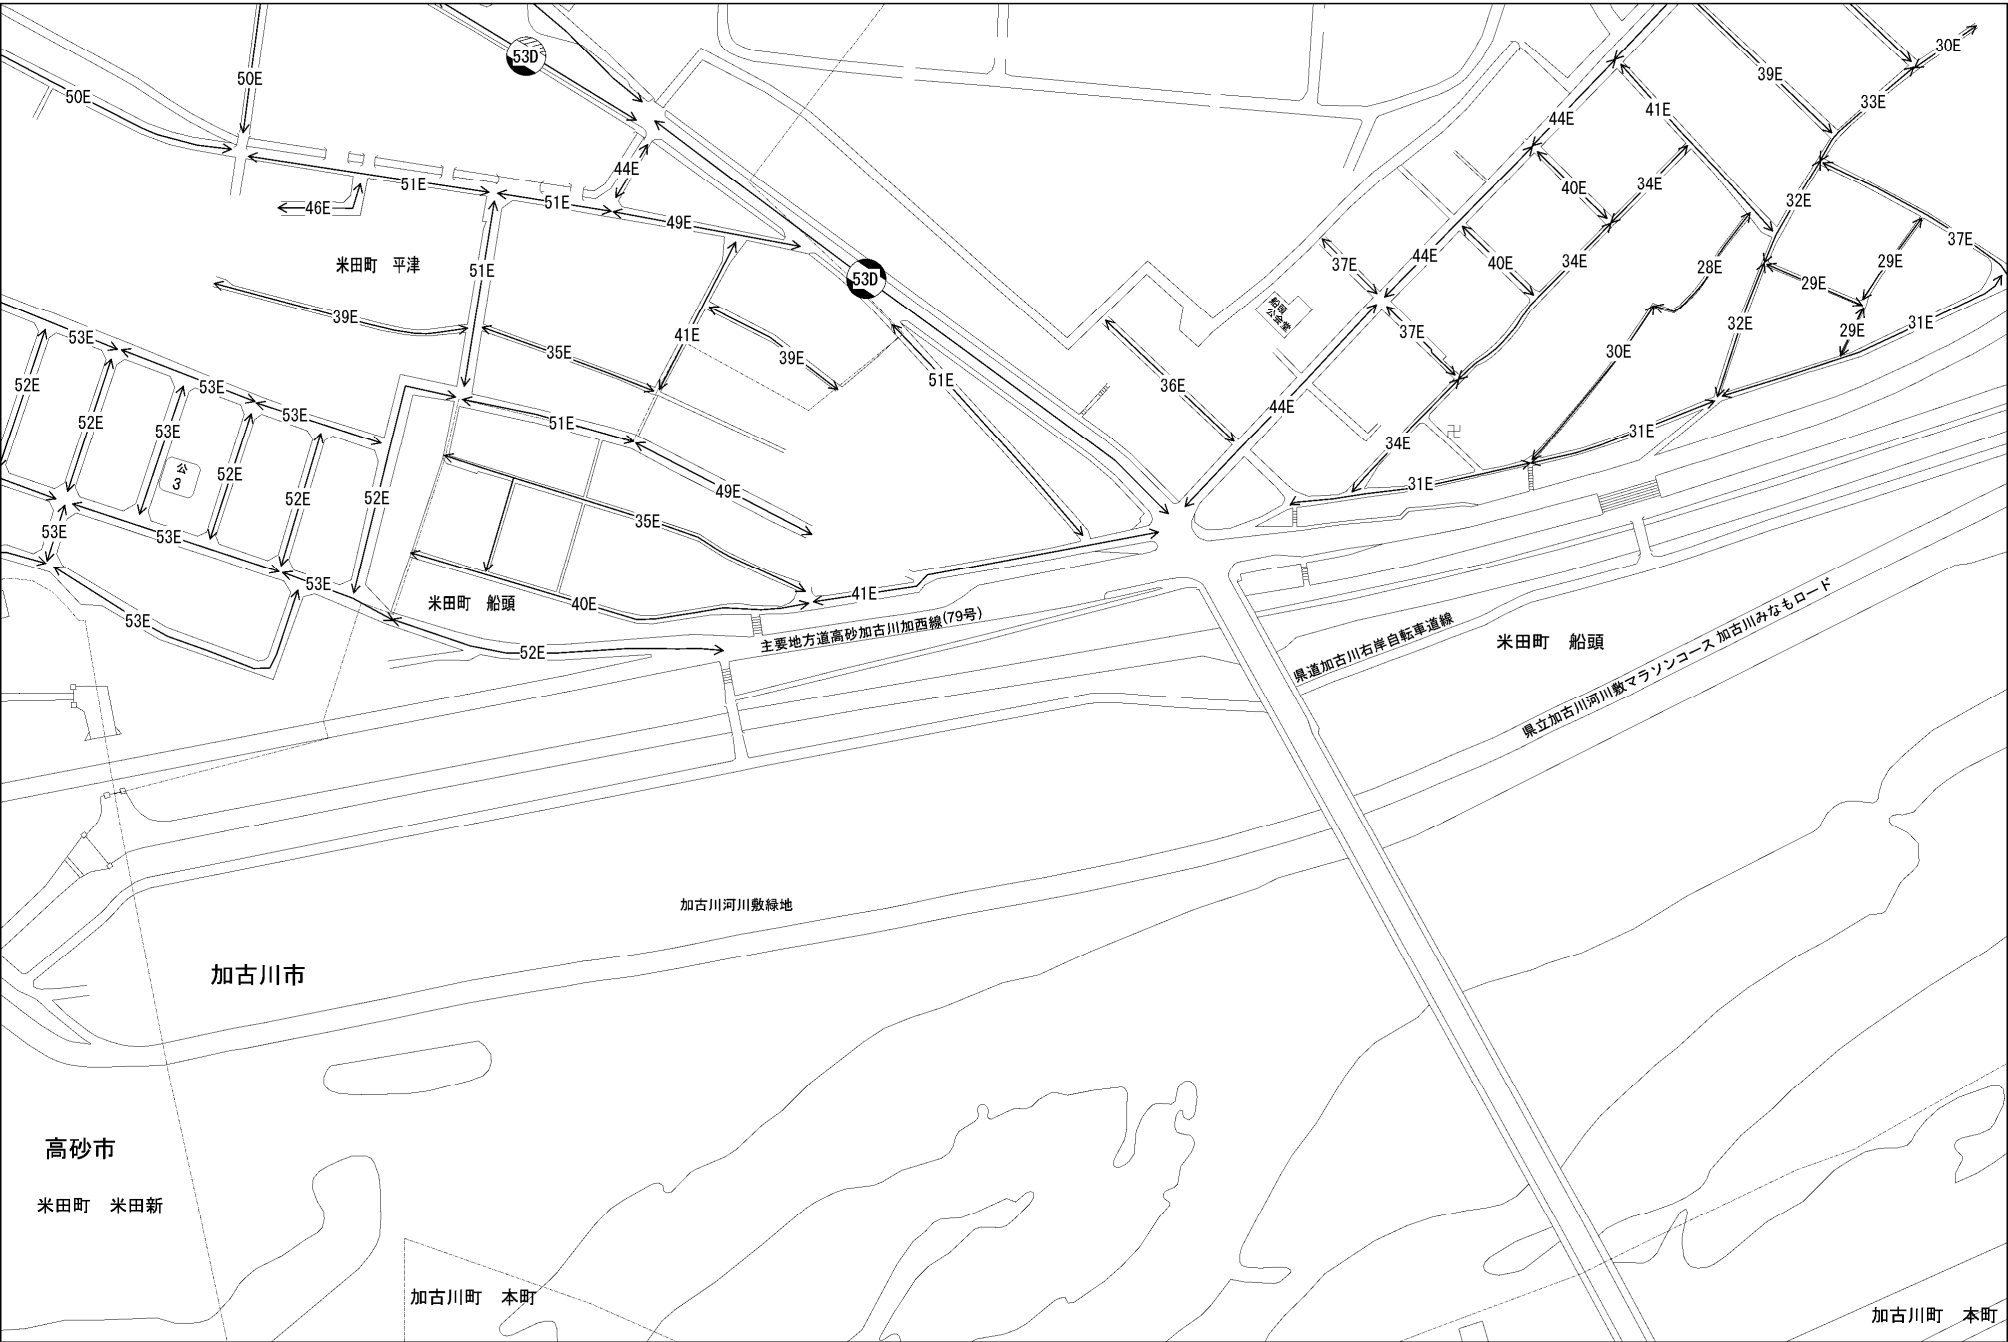 53D
50E
30E
50E
39E
33E
41E
44E
44E
51E
40E
34E
51E
46E
32E
49E
37E
米田町 平津
51E
44E
34E
29E
37E
40E
28E
53D
29E
39E
32E
31E
53E
41E
37E
29E
35E
39E
30E
船頭
公会堂
52E
53E
51E
36E
53E
44E
52E
53E
51E
31E
34E
卍
公
3
52E
52E
52E
49E
31E
53E
53E
35E
53E
41E
米田町 船頭
40E
53E
52E
主要地方道高砂加古川加西線(79号)
県道加古川右岸自転車道線
米田町 船頭
県立加古川河川敷マラソンコース 加古川みなもロード
加古川河川敷緑地
加古川市
高砂市
米田町 米田新
加古川町 本町
加古川町 本町